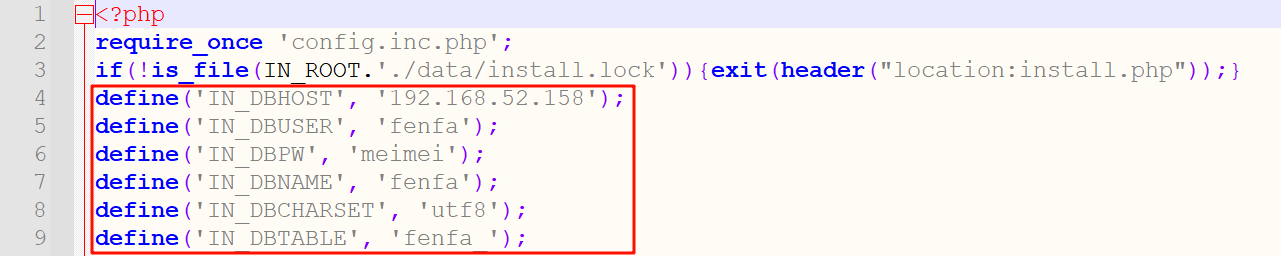 1 <?php
2 require_once 'config.inc.php';
3 if(!is_file(IN_ROOT.'./data/install.lock')){exit(header("location:install.php"));}
4 define('IN_DBHOST', '192.168.52.158');
5 define('IN_DBUSER', 'fenfa');
6 define('IN_DBPW', 'meimei');
7 define('IN_DBNAME', 'fenfa');
8 define('IN_DBCHARSET', 'utf8');
9 define('IN_DBTABLE', 'fenfa_');